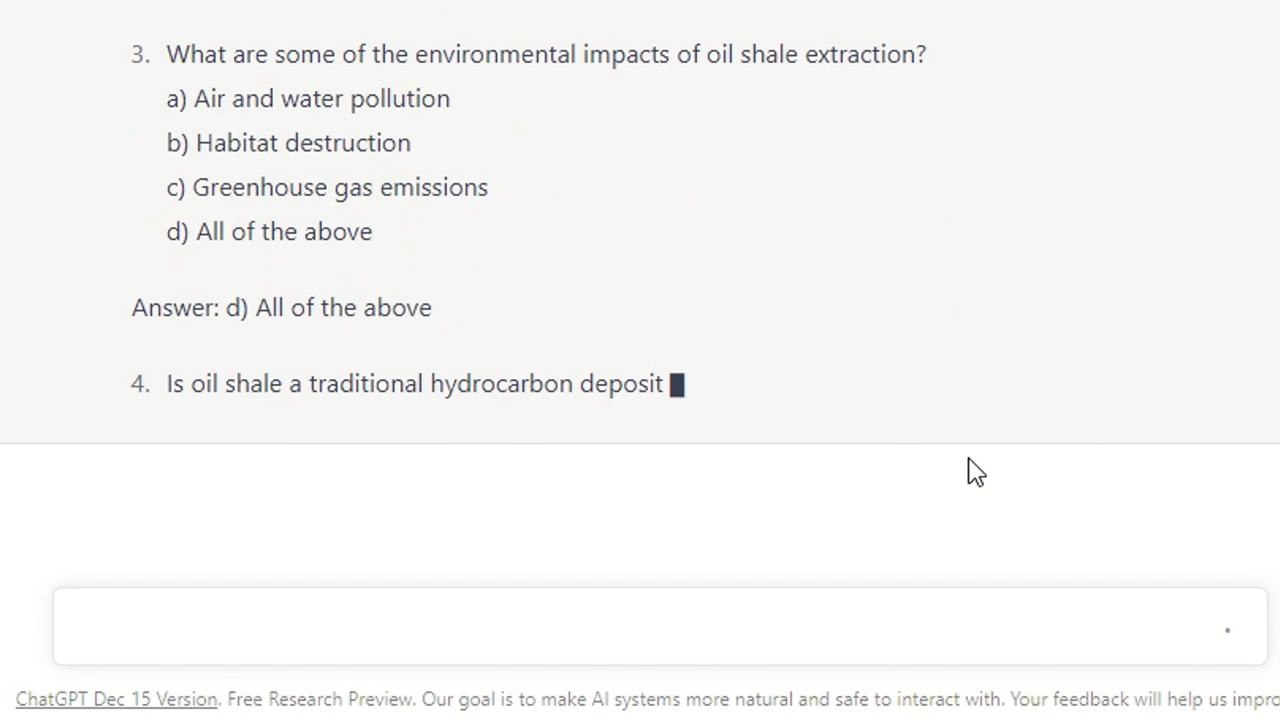 3. What are some of the environmental impacts of oil shale extraction?
a) Air and water pollution
b) Habitat destruction
c) Greenhouse gas emissions
d) All of the above
Answer: d) All of the above
4. Is oil shale a traditional hydrocarbon deposit
ChatGPT Dec 15 Version. Free Research Preview. Our goal is to make AI systems more natural and safe to interact with. Your feedback will help us impro